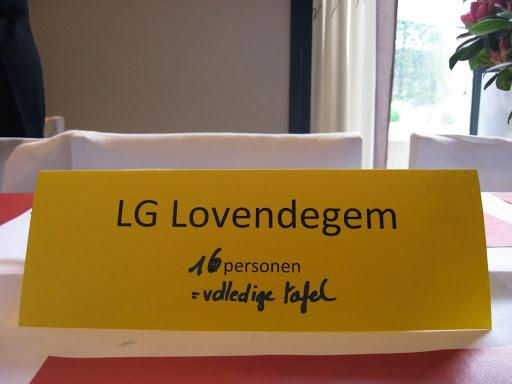 LG Lovendegem
16 personen
= volledige tafel